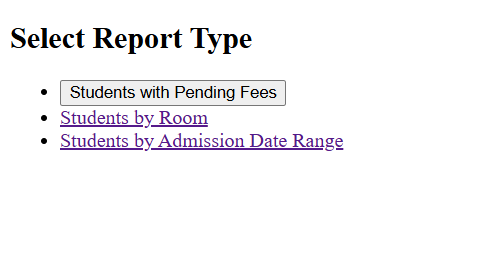 Select Report Type
Students with Pending Fees
Students by Room
Students by Admission Date Range